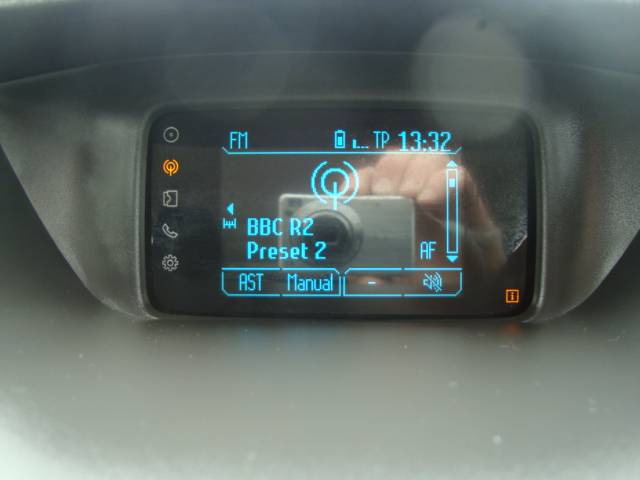 FM TP 13:32
BBC R2
Preset 2 AF
AST Manual -
i